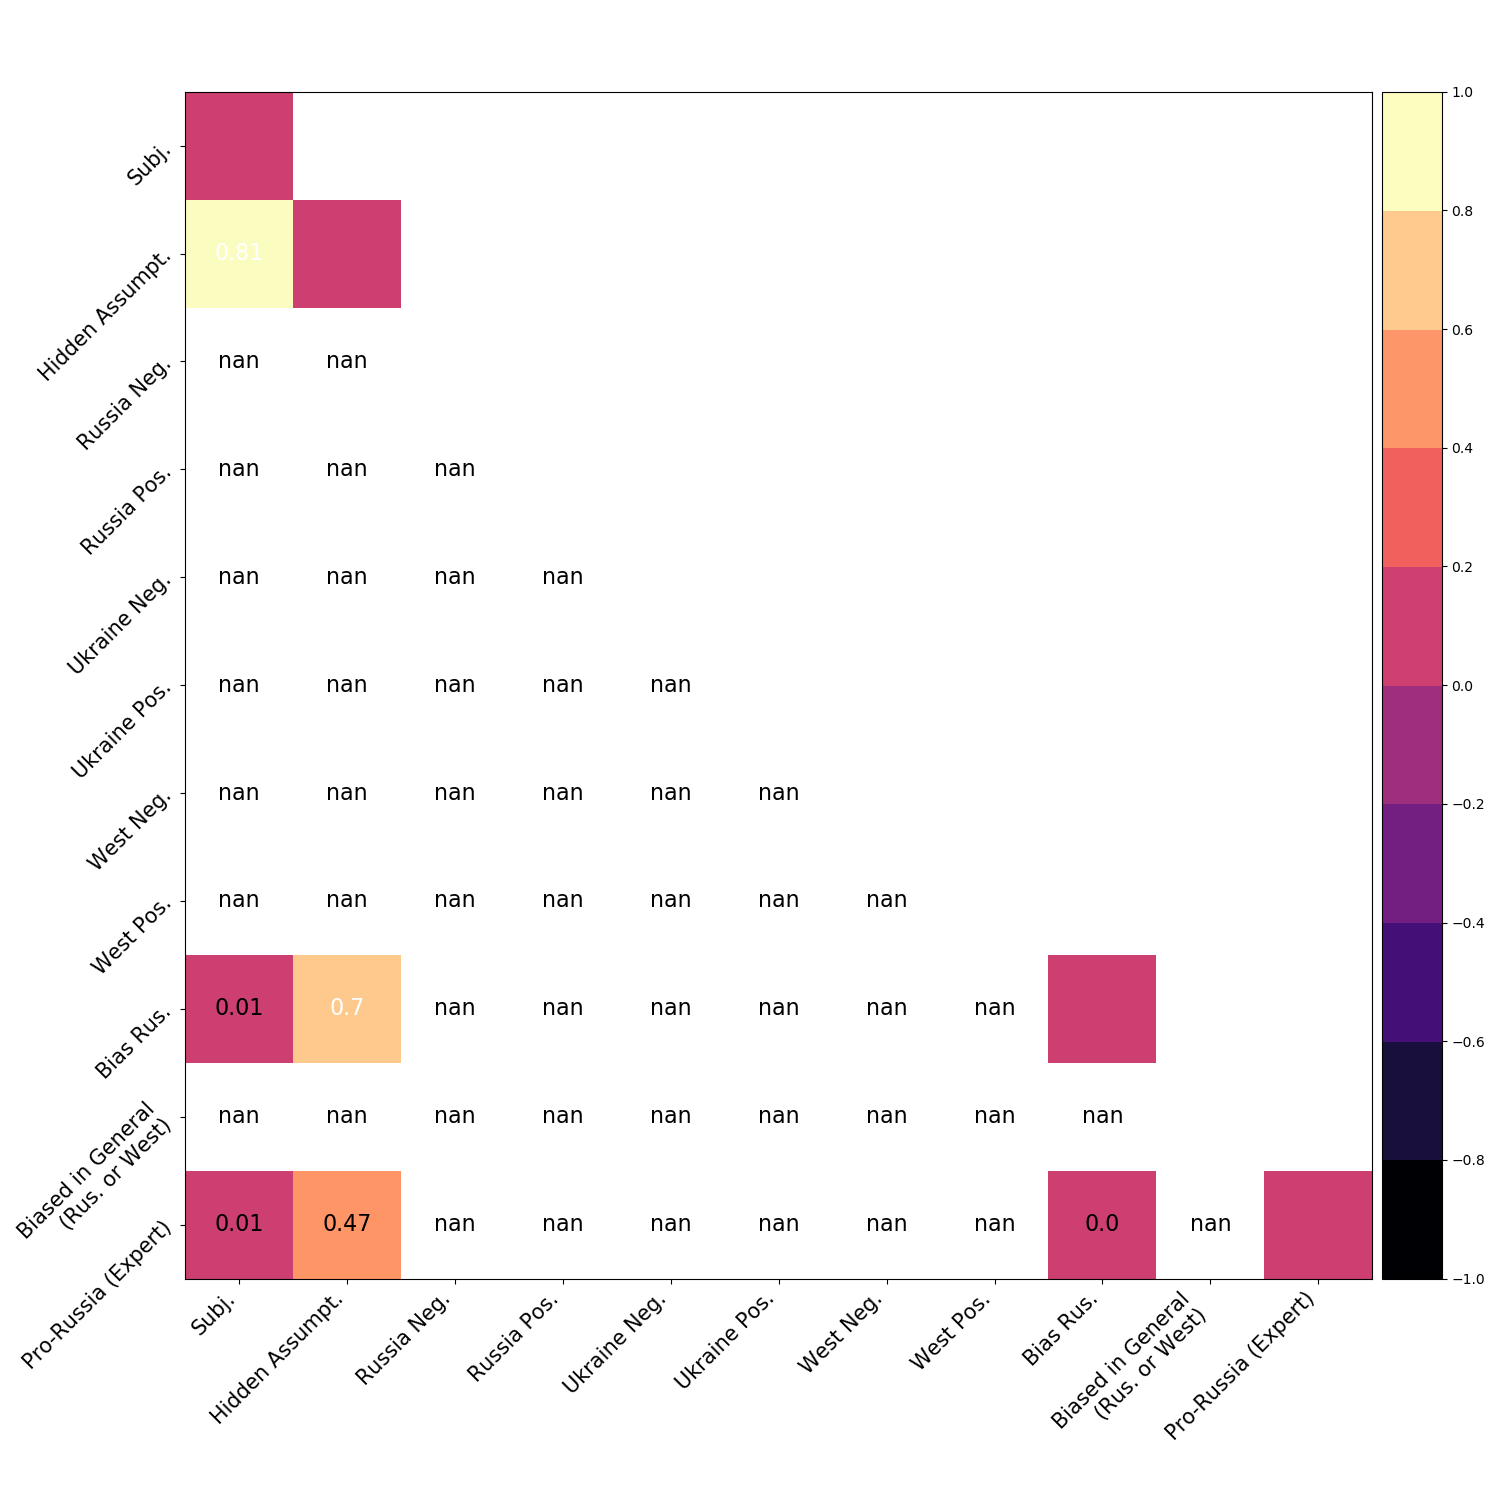 Subj.
0.81
Hidden Assumpt.
nan nan
Russia Neg.
nan nan nan
Russia Pos.
nan nan nan nan
Ukraine Neg.
nan nan nan nan nan
Ukraine Pos.
nan nan nan nan nan nan
West Neg.
nan nan nan nan nan nan nan
West Pos.
0.01 0.7 nan nan nan nan nan nan
Bias Rus.
nan nan nan nan nan nan nan nan nan
Biased in General
(Rus. or West)
0.01 0.47 nan nan nan nan nan nan 0.0 nan
Pro-Russia (Expert)
Subj.
Hidden Assumpt.
Russia Neg.
Russia Pos.
Ukraine Neg.
Ukraine Pos.
West Neg.
West Pos.
Bias Rus.
Biased in General
(Rus. or West)
Pro-Russia (Expert)
1.0
0.8
0.6
0.4
0.2
0.0
−0.2
−0.4
−0.6
−0.8
−1.0